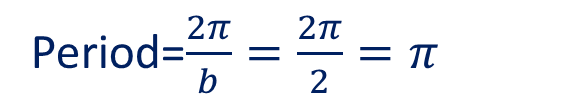 Period=2π/b = 2π/2 = π